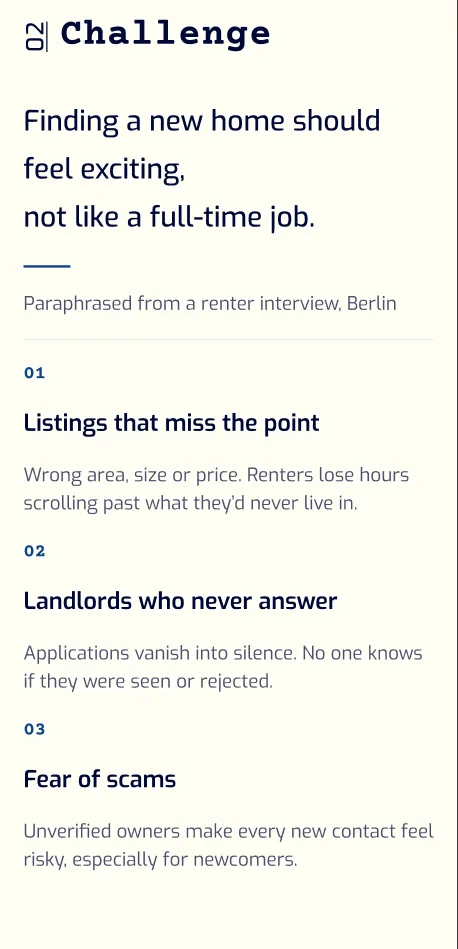 02 Challenge
Finding a new home should
feel exciting,
not like a full-time job.
Paraphrased from a renter interview, Berlin
01
Listings that miss the point
Wrong area, size or price. Renters lose hours
scrolling past what they’d never live in.
02
Landlords who never answer
Applications vanish into silence. No one knows
if they were seen or rejected.
03
Fear of scams
Unverified owners make every new contact feel
risky, especially for newcomers.